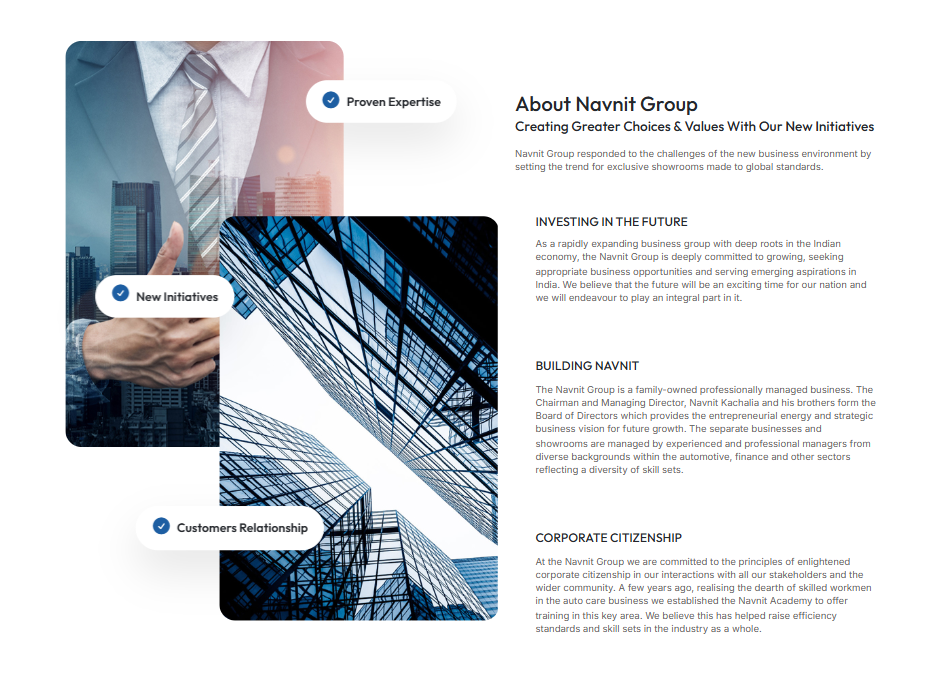 Proven Expertise
New Initiatives
Customers Relationship
About Navnit Group
Creating Greater Choices & Values With Our New Initiatives
Navnit Group responded to the challenges of the new business environment by
setting the trend for exclusive showrooms made to global standards.
INVESTING IN THE FUTURE
As a rapidly expanding business group with deep roots in the Indian
economy, the Navnit Group is deeply committed to growing, seeking
appropriate business opportunities and serving emerging aspirations in
India. We believe that the future will be an exciting time for our nation and
we will endeavour to play an integral part in it.
BUILDING NAVNIT
The Navnit Group is a family-owned professionally managed business. The
Chairman and Managing Director, Navnit Kachalia and his brothers form the
Board of Directors which provides the entrepreneurial energy and strategic
business vision for future growth. The separate businesses and
showrooms are managed by experienced and professional managers from
diverse backgrounds within the automotive, finance and other sectors
reflecting a diversity of skill sets.
CORPORATE CITIZENSHIP
At the Navnit Group we are committed to the principles of enlightened
corporate citizenship in our interactions with all our stakeholders and the
wider community. A few years ago, realising the dearth of skilled workmen
in the auto care business we established the Navnit Academy to offer
training in this key area. We believe this has helped raise efficiency
standards and skill sets in the industry as a whole.